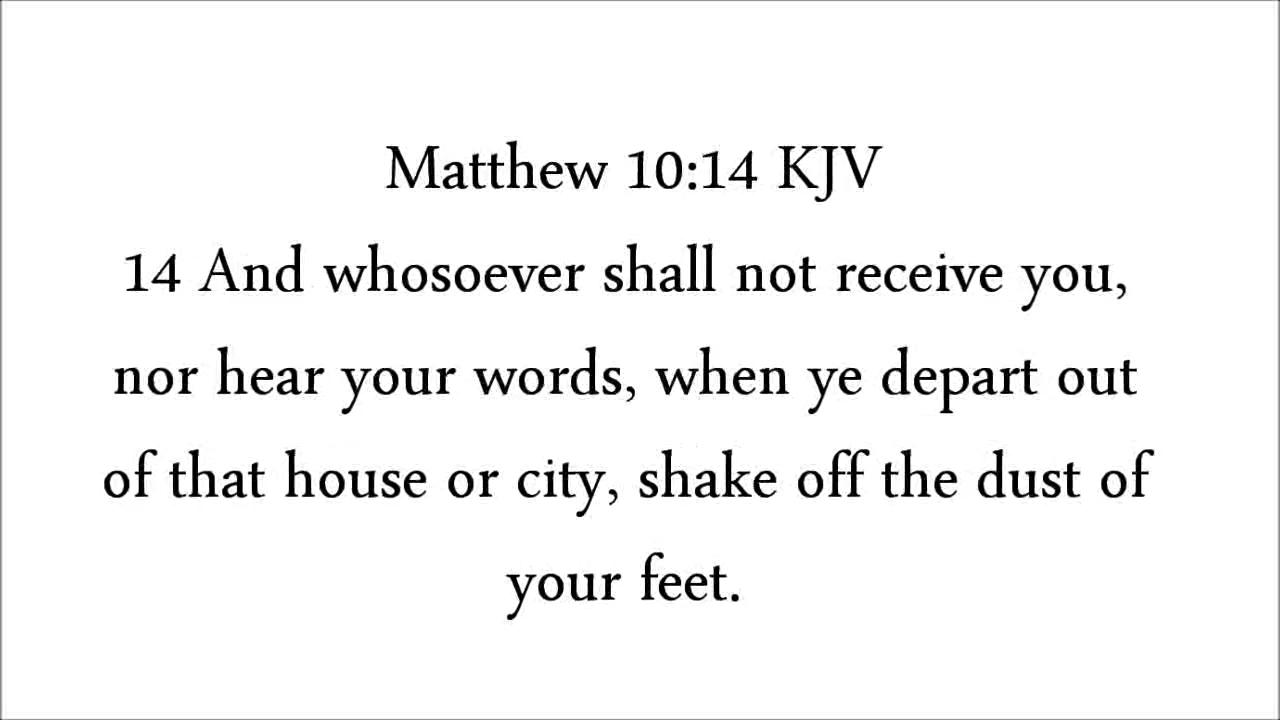 Matthew 10:14 KJV
14 And whosoever shall not receive you,
nor hear your words, when ye depart out
of that house or city, shake off the dust of
your feet.